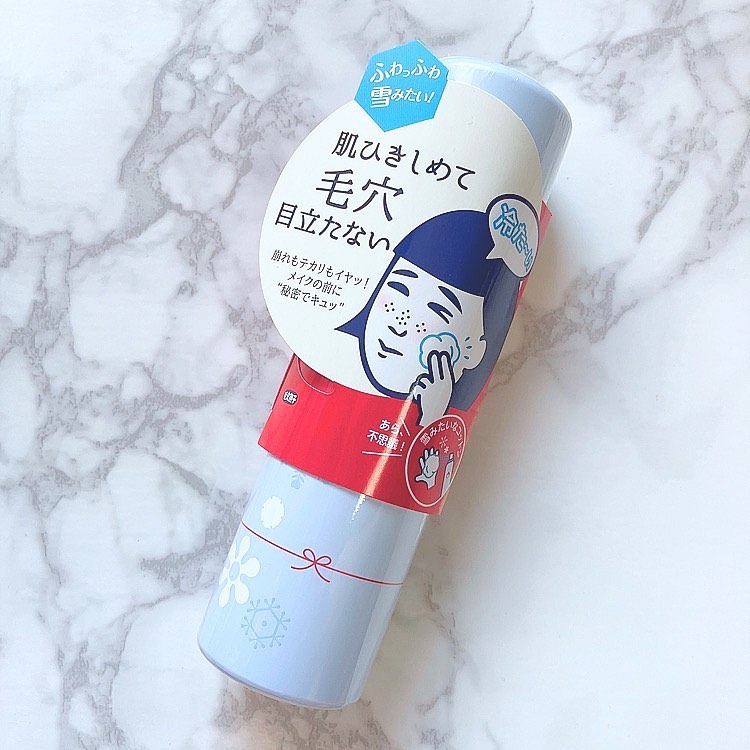 ふわっふわ
雪みたい!
肌ひきしめて
毛穴
目立たない
崩れもテカリもイヤッ!
メイクの前に
"秘密でキュッ"
冷た〜い
あら、
不思議!